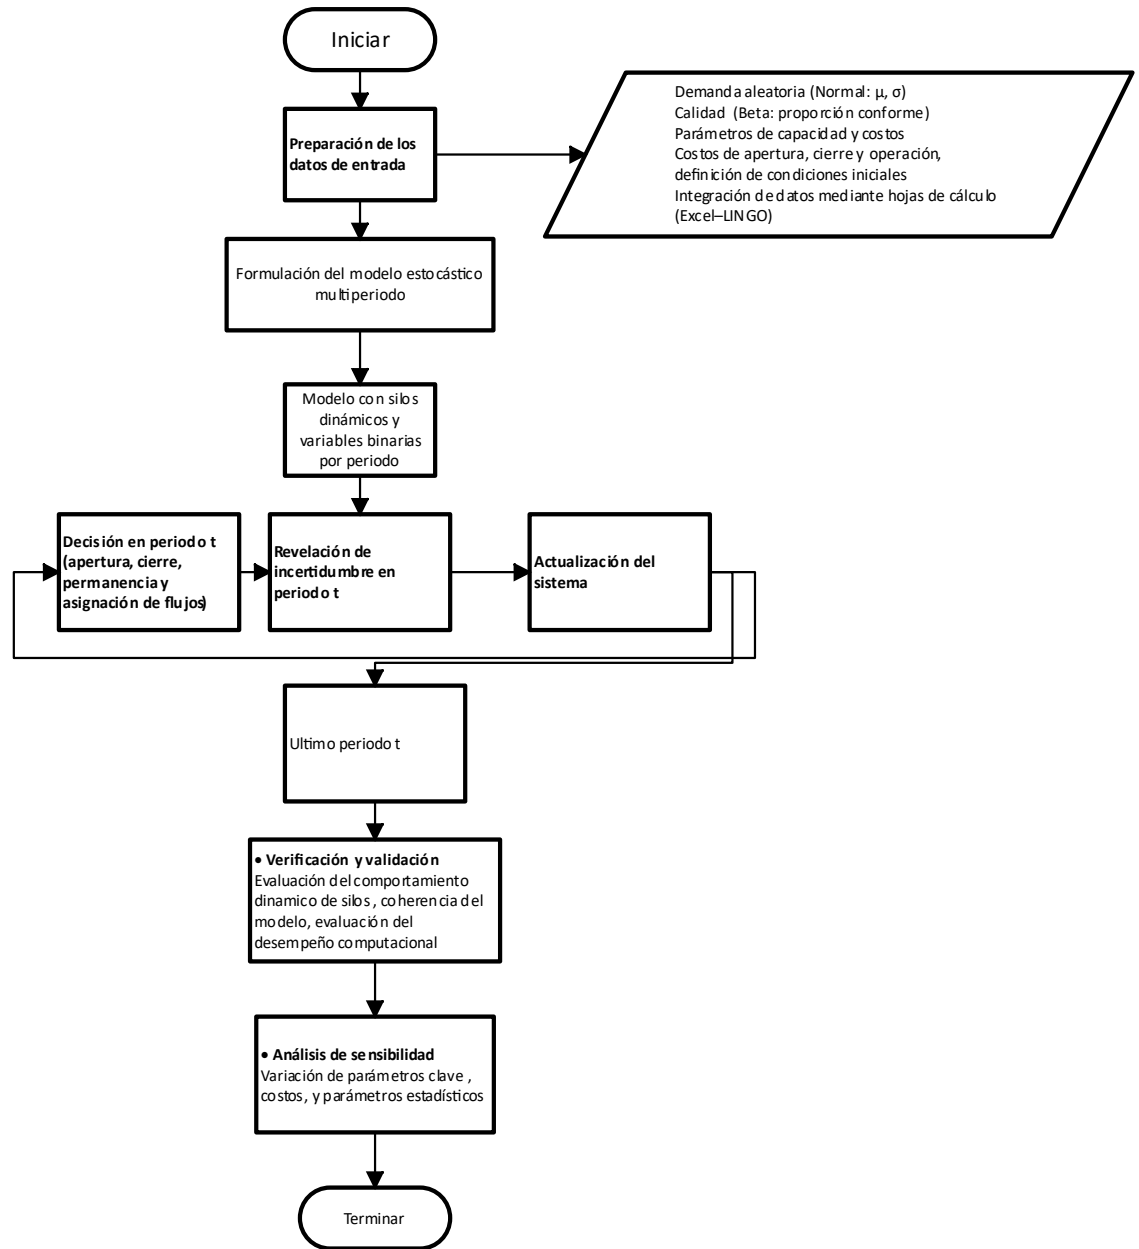 Iniciar
Preparación de los
datos de entrada
Demanda aleatoria (Normal: μ, σ)
Calidad (Beta: proporción conforme)
Parámetros de capacidad y costos
Costos de apertura, cierre y operación,
definición de condiciones iniciales
Integración de datos mediante hojas de cálculo
(Excel–LINGO)
Formulación del modelo estocástico
multiperiodo
Modelo con silos
dinámicos y
variables binarias
por periodo
Decisión en periodo t
(apertura, cierre,
permanencia y
asignación de flujos)
Revelación de
incertidumbre en
periodo t
Actualización del
sistema
Ultimo periodo t
• Verificación y validación
Evaluación del comportamiento
dinamico de silos , coherencia del
modelo, evaluación del
desempeño computacional
• Análisis de sensibilidad
Variación de parámetros clave ,
costos, y parámetros estadísticos
Terminar